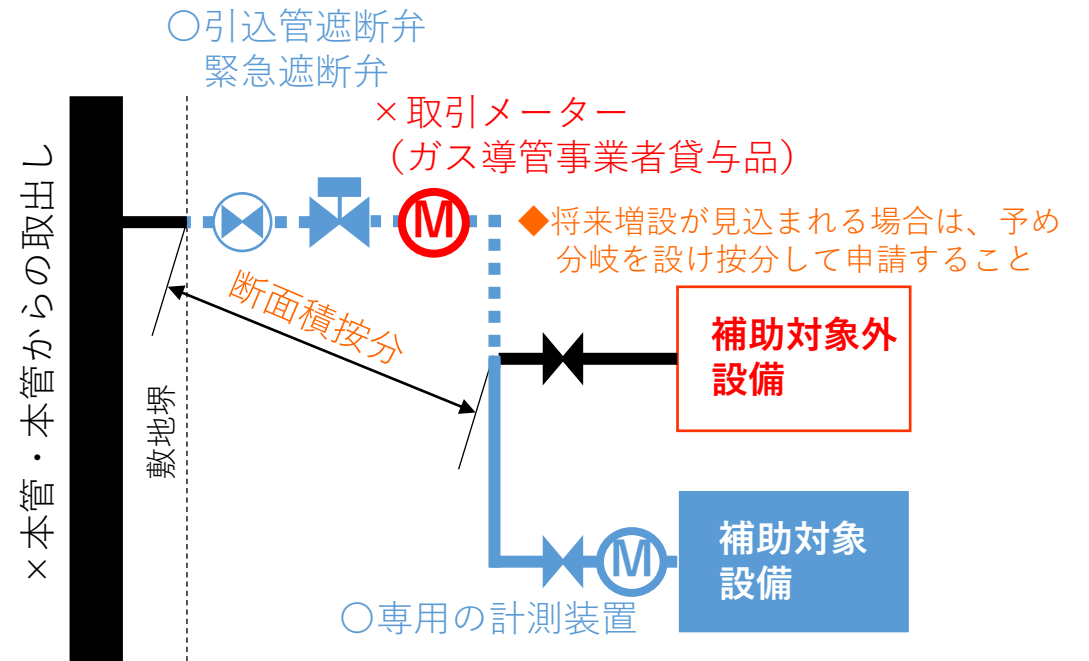 〇引込管遮断弁
緊急遮断弁
×取引メーター
（ガス導管事業者貸与品）
×本管・本管からの取出し
M
◆将来増設が見込まれる場合は、予め
分岐を設け按分して申請すること
断面積按分
敷地堺
補助対象外
設備
補助対象
設備
M
〇専用の計測装置